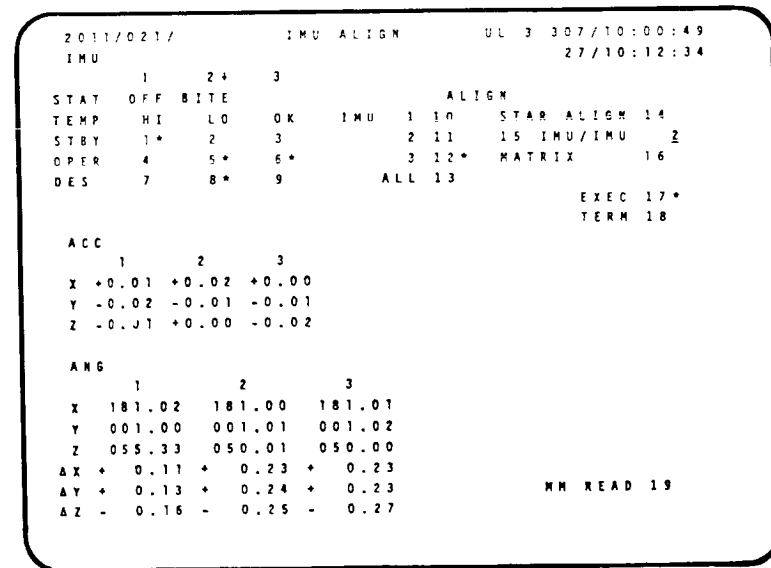 2011/021/ IMU ALIGN UL 3 307/10:00:49
IMU 27/10:12:34
1 2+ 3
STAT OFF BITE ALIGN
TEMP HI LO OK IMU 1 10 STAR ALIGN 14
STBY 1* 2 3 2 11 15 IMU/IMU 2
OPER 4 5* 6* 3 12* MATRIX 16
DES 7 8* 9 ALL 13
EXEC 17*
TERM 18
ACC
1 2 3
X +0.01 +0.02 +0.00
Y -0.02 -0.01 -0.01
Z -0.01 +0.00 -0.02
ANG
1 2 3
X 181.02 181.00 181.01
Y 001.00 001.01 001.02
Z 055.33 050.01 050.00
ΔX + 0.11 + 0.23 + 0.23
ΔY + 0.13 + 0.24 + 0.23 MM READ 19
ΔZ - 0.16 - 0.25 - 0.27